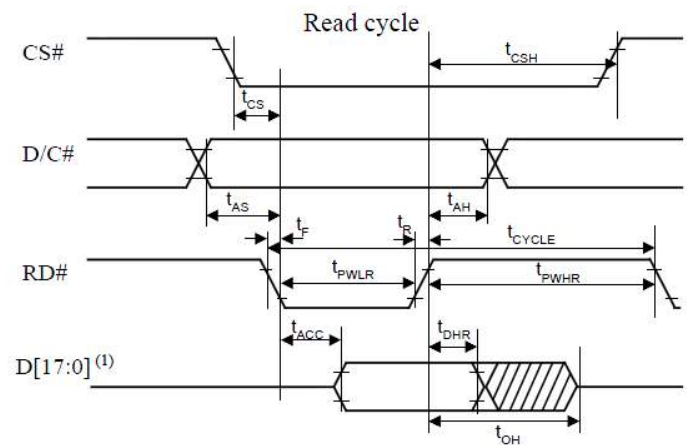 Read cycle
CS#
tCSH
tCS
D/C#
tAS
tAH
tF
tR
tCYCLE
RD#
tPWLR
tPWHR
tACC
tDHR
D[17:0] (1)
tOH